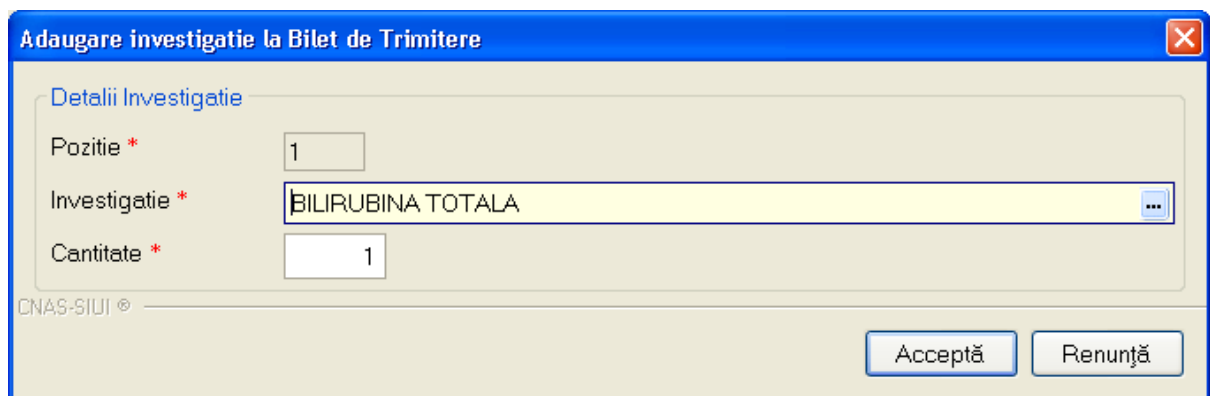 Adaugare investigatie la Bilet de Trimitere
Detalii Investigatie
Pozitie * 1
Investigatie * BILIRUBINA TOTALA ...
Cantitate * 1
CNAS-SIUI ®
Acceptă Renunţă